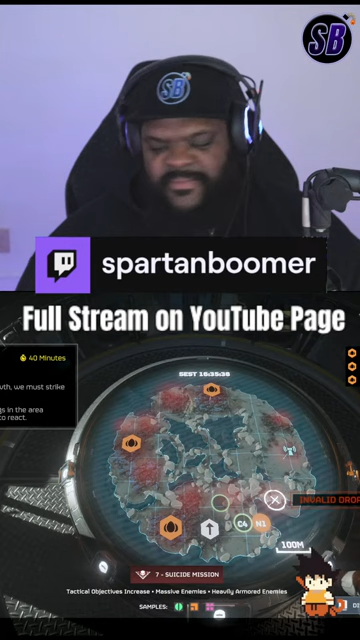 SB
SB
spartanboomer
Full Stream on YouTube Page
40 Minutes
wth, we must strike
gs in the area
to react.
SEST 16:35:36
INVALID DROP
C4
N1
100M
7 - SUICIDE MISSION
Tactical Objectives Increase • Massive Enemies • Heavily Armored Enemies
SAMPLES: